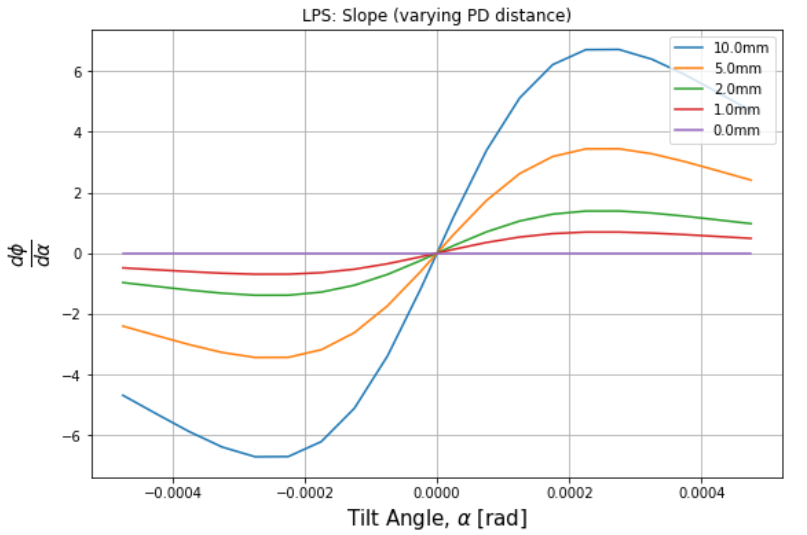 LPS: Slope (varying PD distance)
10.0mm
5.0mm
2.0mm
1.0mm
0.0mm
6
4
2
0
−2
−4
−6
dϕ
dα
−0.0004 −0.0002 0.0000 0.0002 0.0004
Tilt Angle, α [rad]